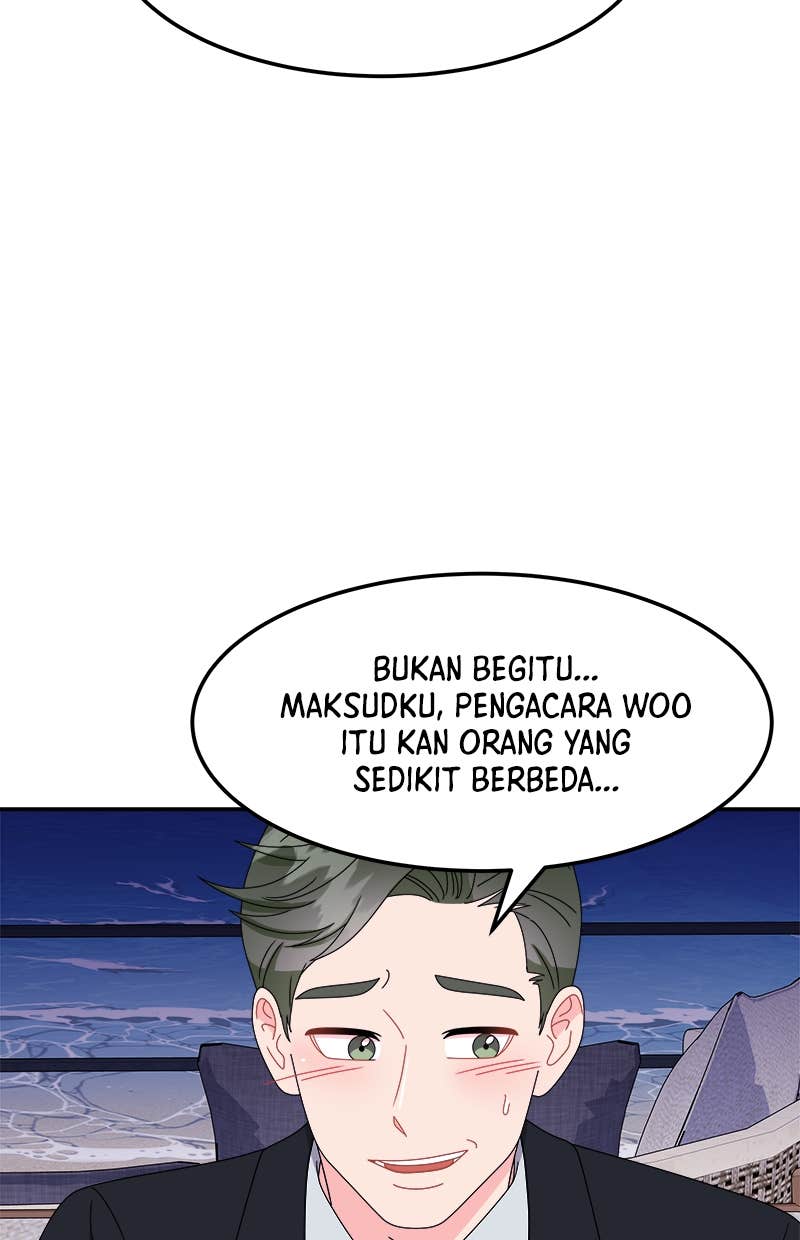 BUKAN BEGITU...
MAKSUDKU, PENGACARA WOO
ITU KAN ORANG YANG
SEDIKIT BERBEDA...